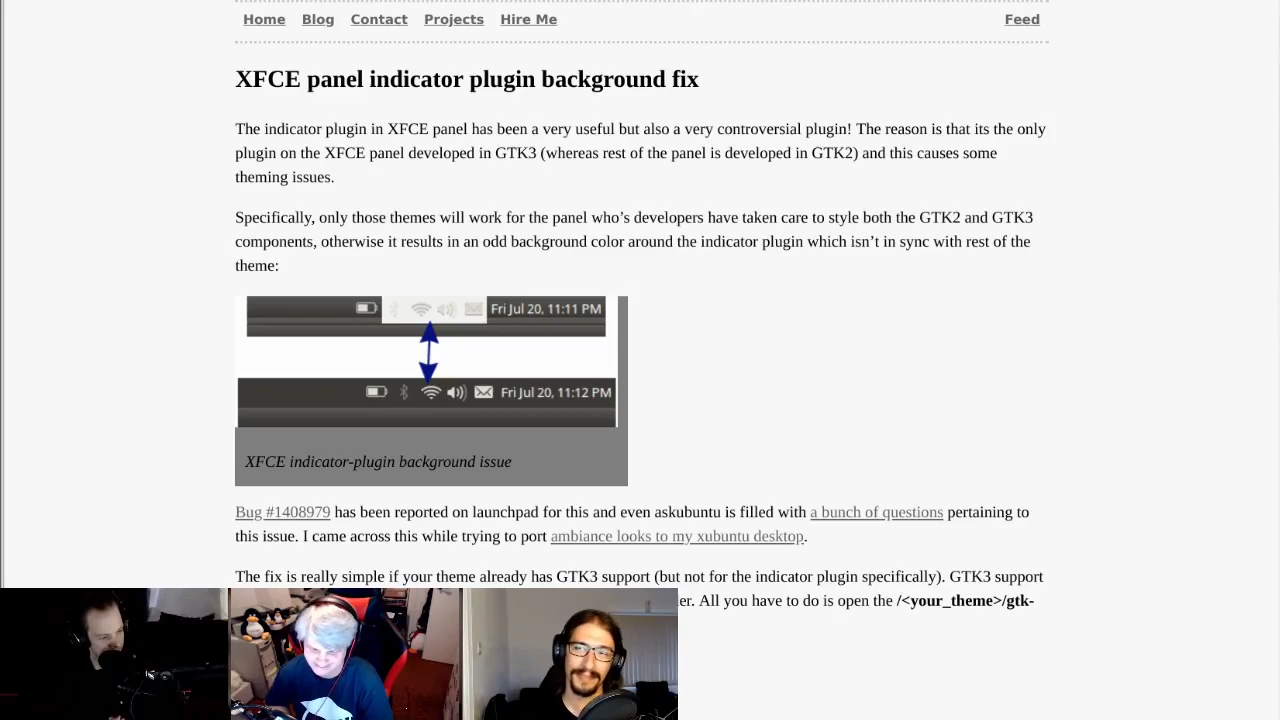 Home Blog Contact Projects Hire Me Feed
XFCE panel indicator plugin background fix
The indicator plugin in XFCE panel has been a very useful but also a very controversial plugin! The reason is that its the only
plugin on the XFCE panel developed in GTK3 (whereas rest of the panel is developed in GTK2) and this causes some
theming issues.
Specifically, only those themes will work for the panel who’s developers have taken care to style both the GTK2 and GTK3
components, otherwise it results in an odd background color around the indicator plugin which isn’t in sync with rest of the
theme:
Fri Jul 20, 11:11 PM
Fri Jul 20, 11:12 PM
XFCE indicator-plugin background issue
Bug #1408979 has been reported on launchpad for this and even askubuntu is filled with a bunch of questions pertaining to
this issue. I came across this while trying to port ambiance looks to my xubuntu desktop.
The fix is really simple if your theme already has GTK3 support (but not for the indicator plugin specifically). GTK3 support
er. All you have to do is open the /<your_theme>/gtk-